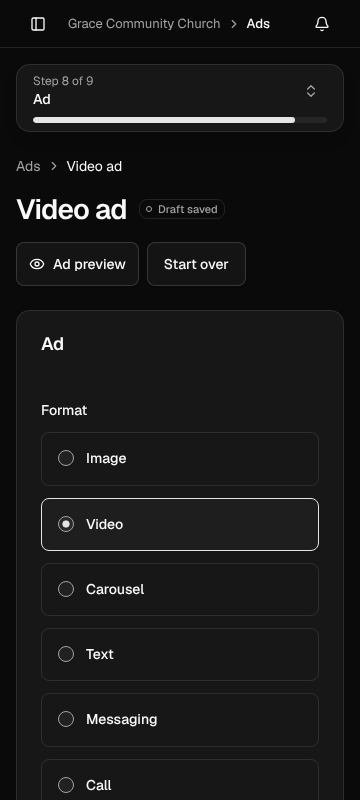 Grace Community Church > Ads
Step 8 of 9
Ad
Ads > Video ad
Video ad
Draft saved
Ad preview
Start over
Ad
Format
Image
Video
Carousel
Text
Messaging
Call